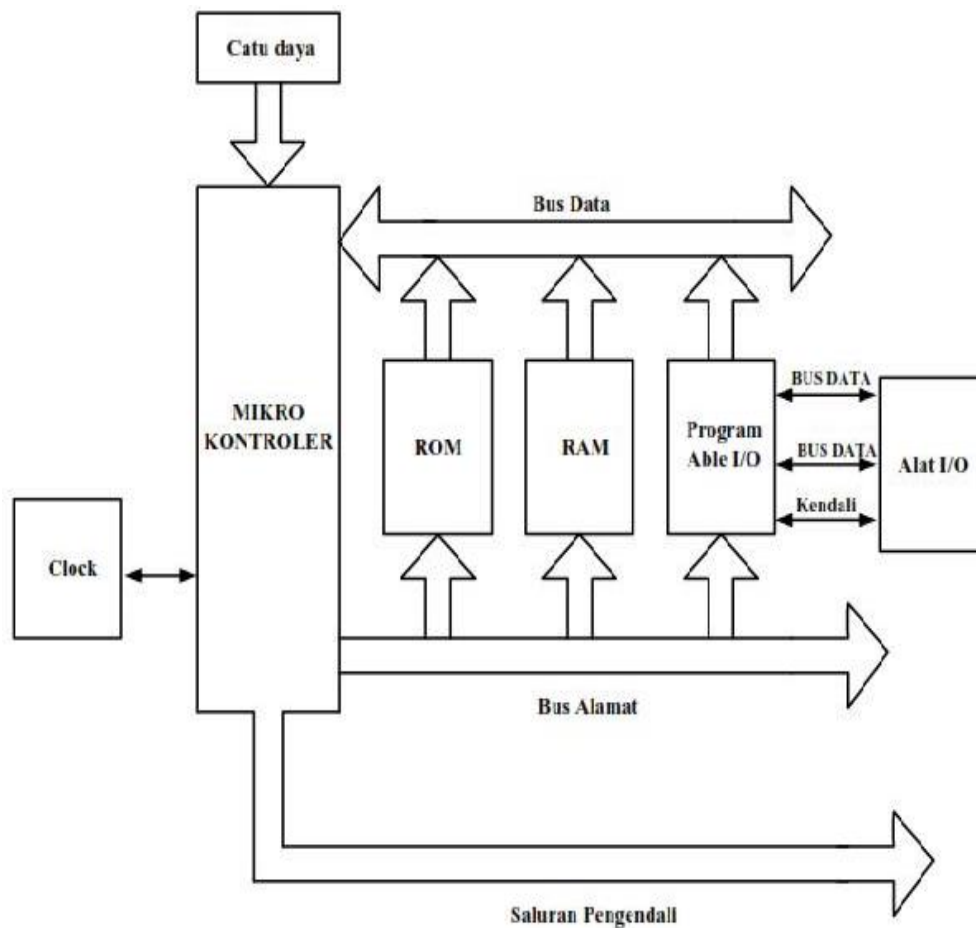 Catu daya
Bus Data
MIKRO
KONTROLER
ROM
RAM
Program
Able I/O
BUS DATA
BUS DATA
Kendali
Alat I/O
Clock
Bus Alamat
Saluran Pengendali